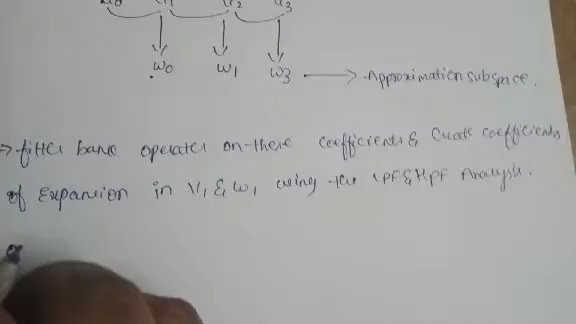 w0 w1 w3 → Approximation subspace.
→ filter bank operates on these coefficients & create coefficients
of Expansion in V1 & W1 using the LPF & HPF Analysis.